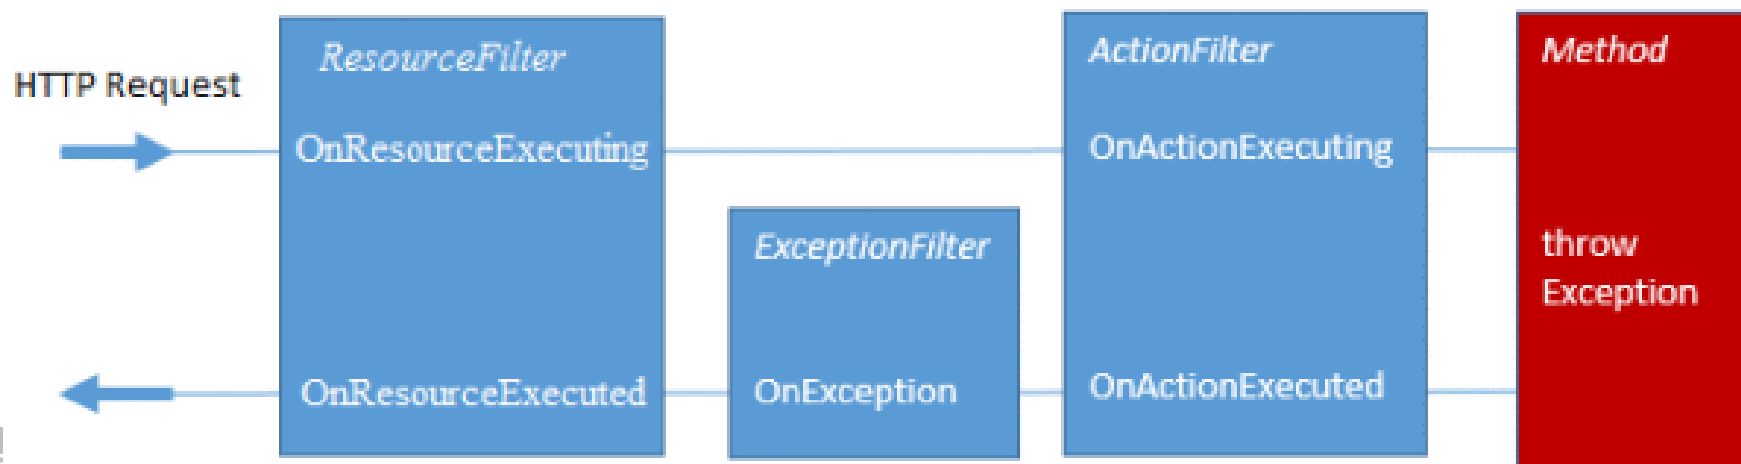 HTTP Request
ResourceFilter
OnResourceExecuting
OnResourceExecuted
ExceptionFilter
OnException
ActionFilter
OnActionExecuting
OnActionExecuted
Method
throw
Exception